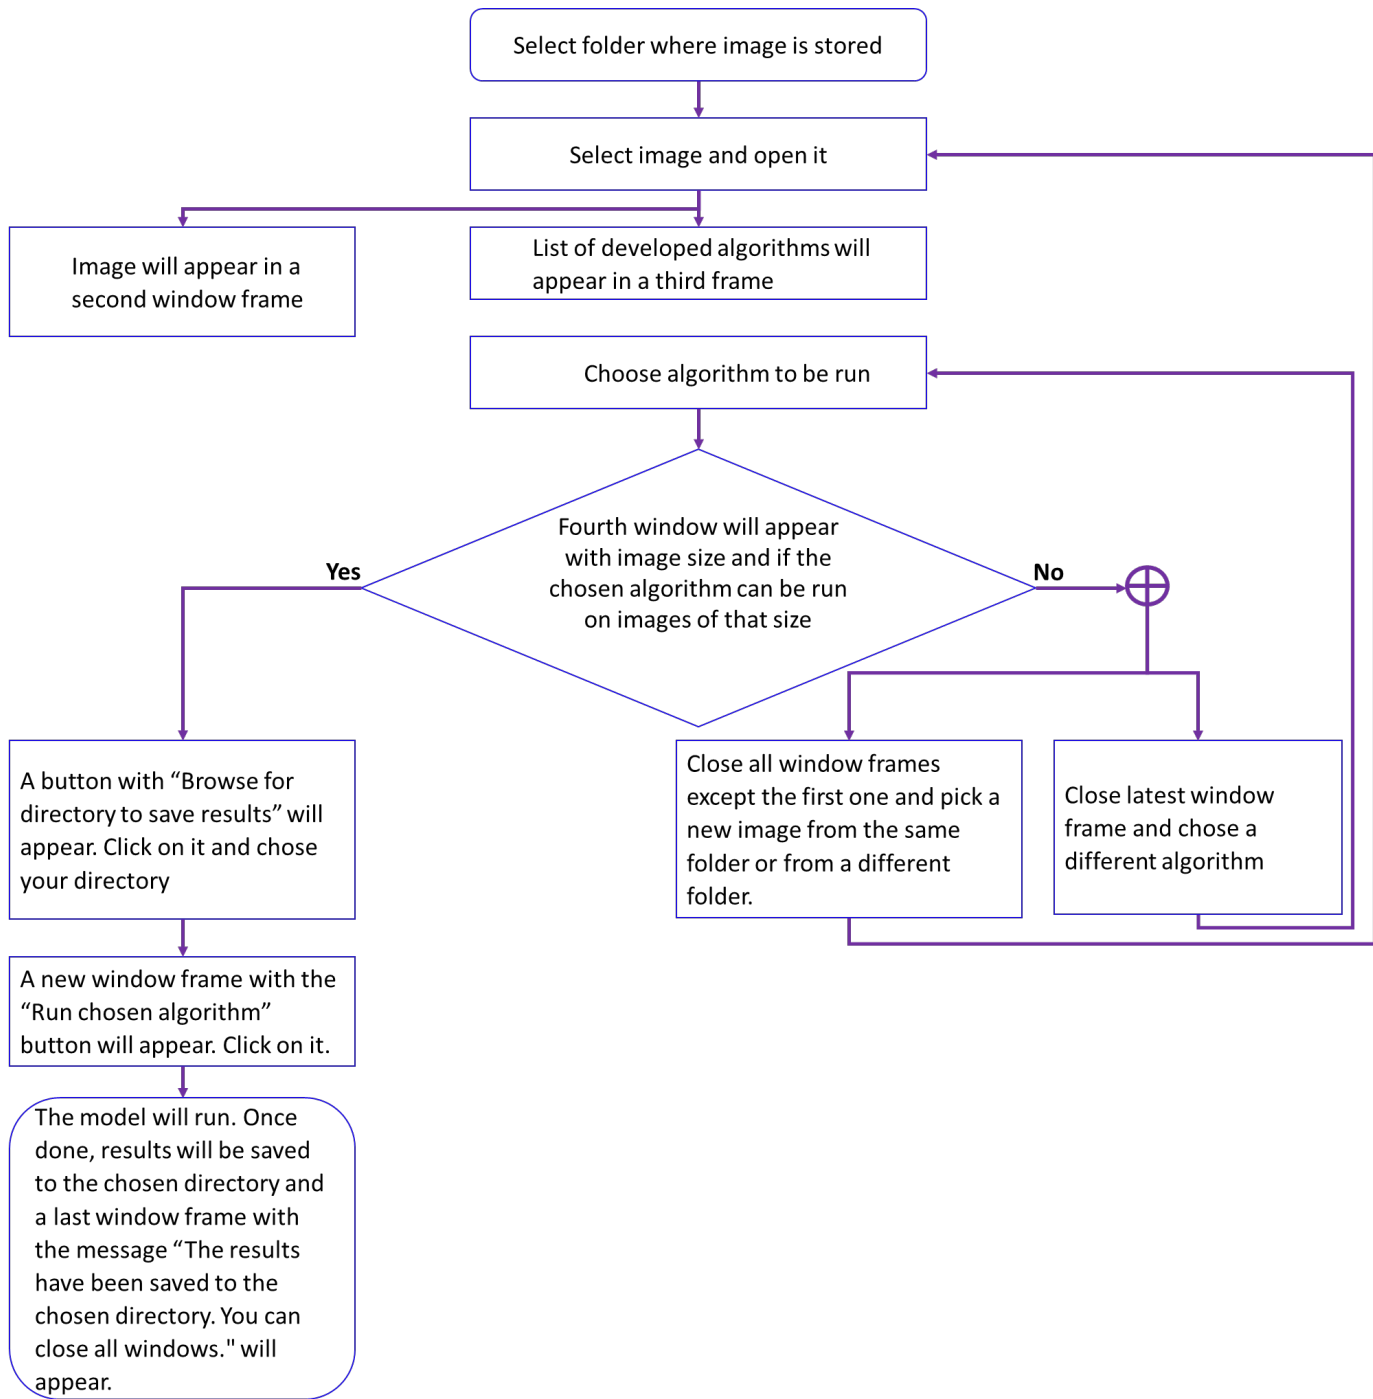 Select folder where image is stored
Select image and open it
Image will appear in a
second window frame
List of developed algorithms will
appear in a third frame
Choose algorithm to be run
Fourth window will appear
with image size and if the
chosen algorithm can be run
on images of that size
Yes
No
A button with “Browse for
directory to save results” will
appear. Click on it and chose
your directory
Close all window frames
except the first one and pick a
new image from the same
folder or from a different
folder.
Close latest window
frame and chose a
different algorithm
A new window frame with the
“Run chosen algorithm”
button will appear. Click on it.
The model will run. Once
done, results will be saved
to the chosen directory and
a last window frame with
the message “The results
have been saved to the
chosen directory. You can
close all windows." will
appear.